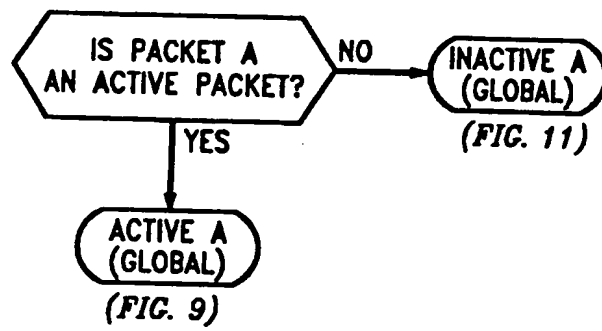 IS PACKET A
AN ACTIVE PACKET?
NO
INACTIVE A
(GLOBAL)
(FIG. 11)
YES
ACTIVE A
(GLOBAL)
(FIG. 9)